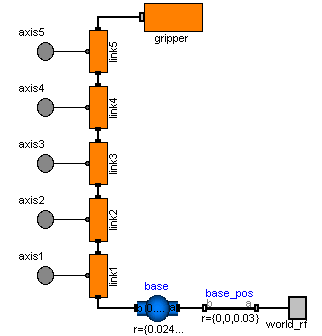 gripper
axis5
link5
axis4
link4
axis3
link3
axis2
link2
axis1
link1
base
r={0.024...
base_pos
b a
r={0,0,0.03}
world_rf